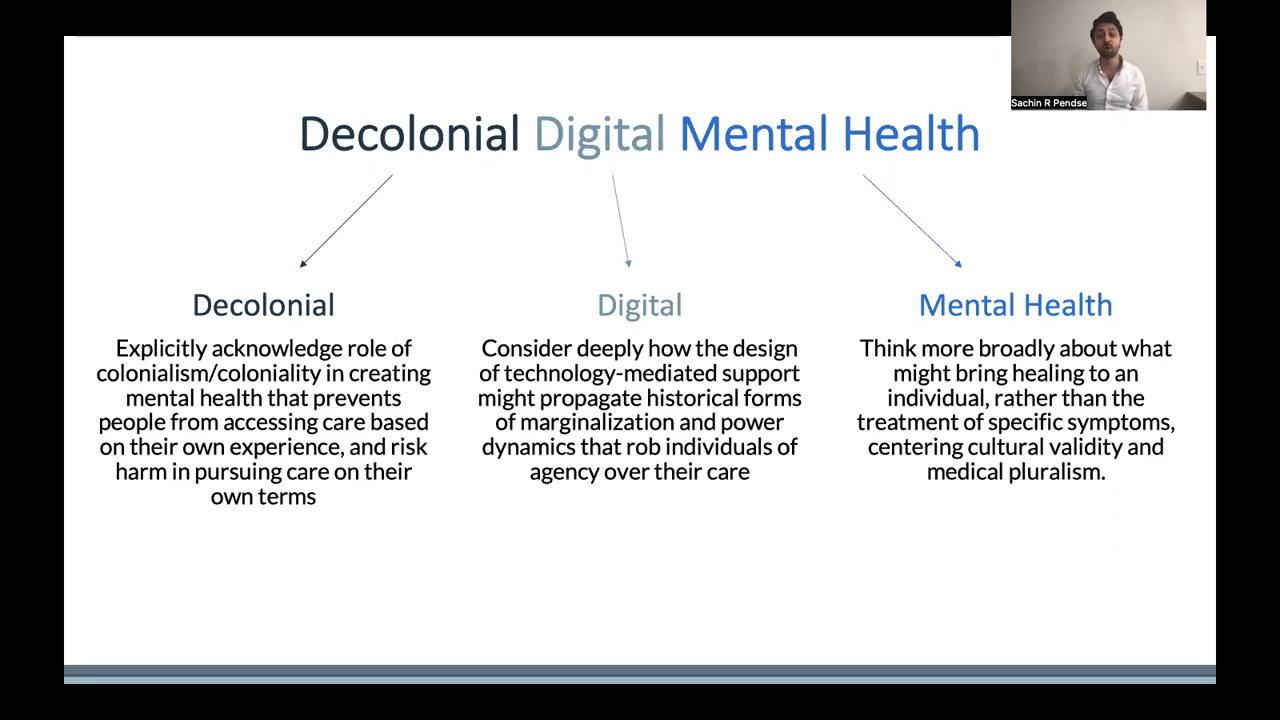 Sachin R Pendse
Decolonial Digital Mental Health
Decolonial
Explicitly acknowledge role of
colonialism/coloniality in creating
mental health that prevents
people from accessing care based
on their own experience, and risk
harm in pursuing care on their
own terms
Digital
Consider deeply how the design
of technology-mediated support
might propagate historical forms
of marginalization and power
dynamics that rob individuals of
agency over their care
Mental Health
Think more broadly about what
might bring healing to an
individual, rather than the
treatment of specific symptoms,
centering cultural validity and
medical pluralism.